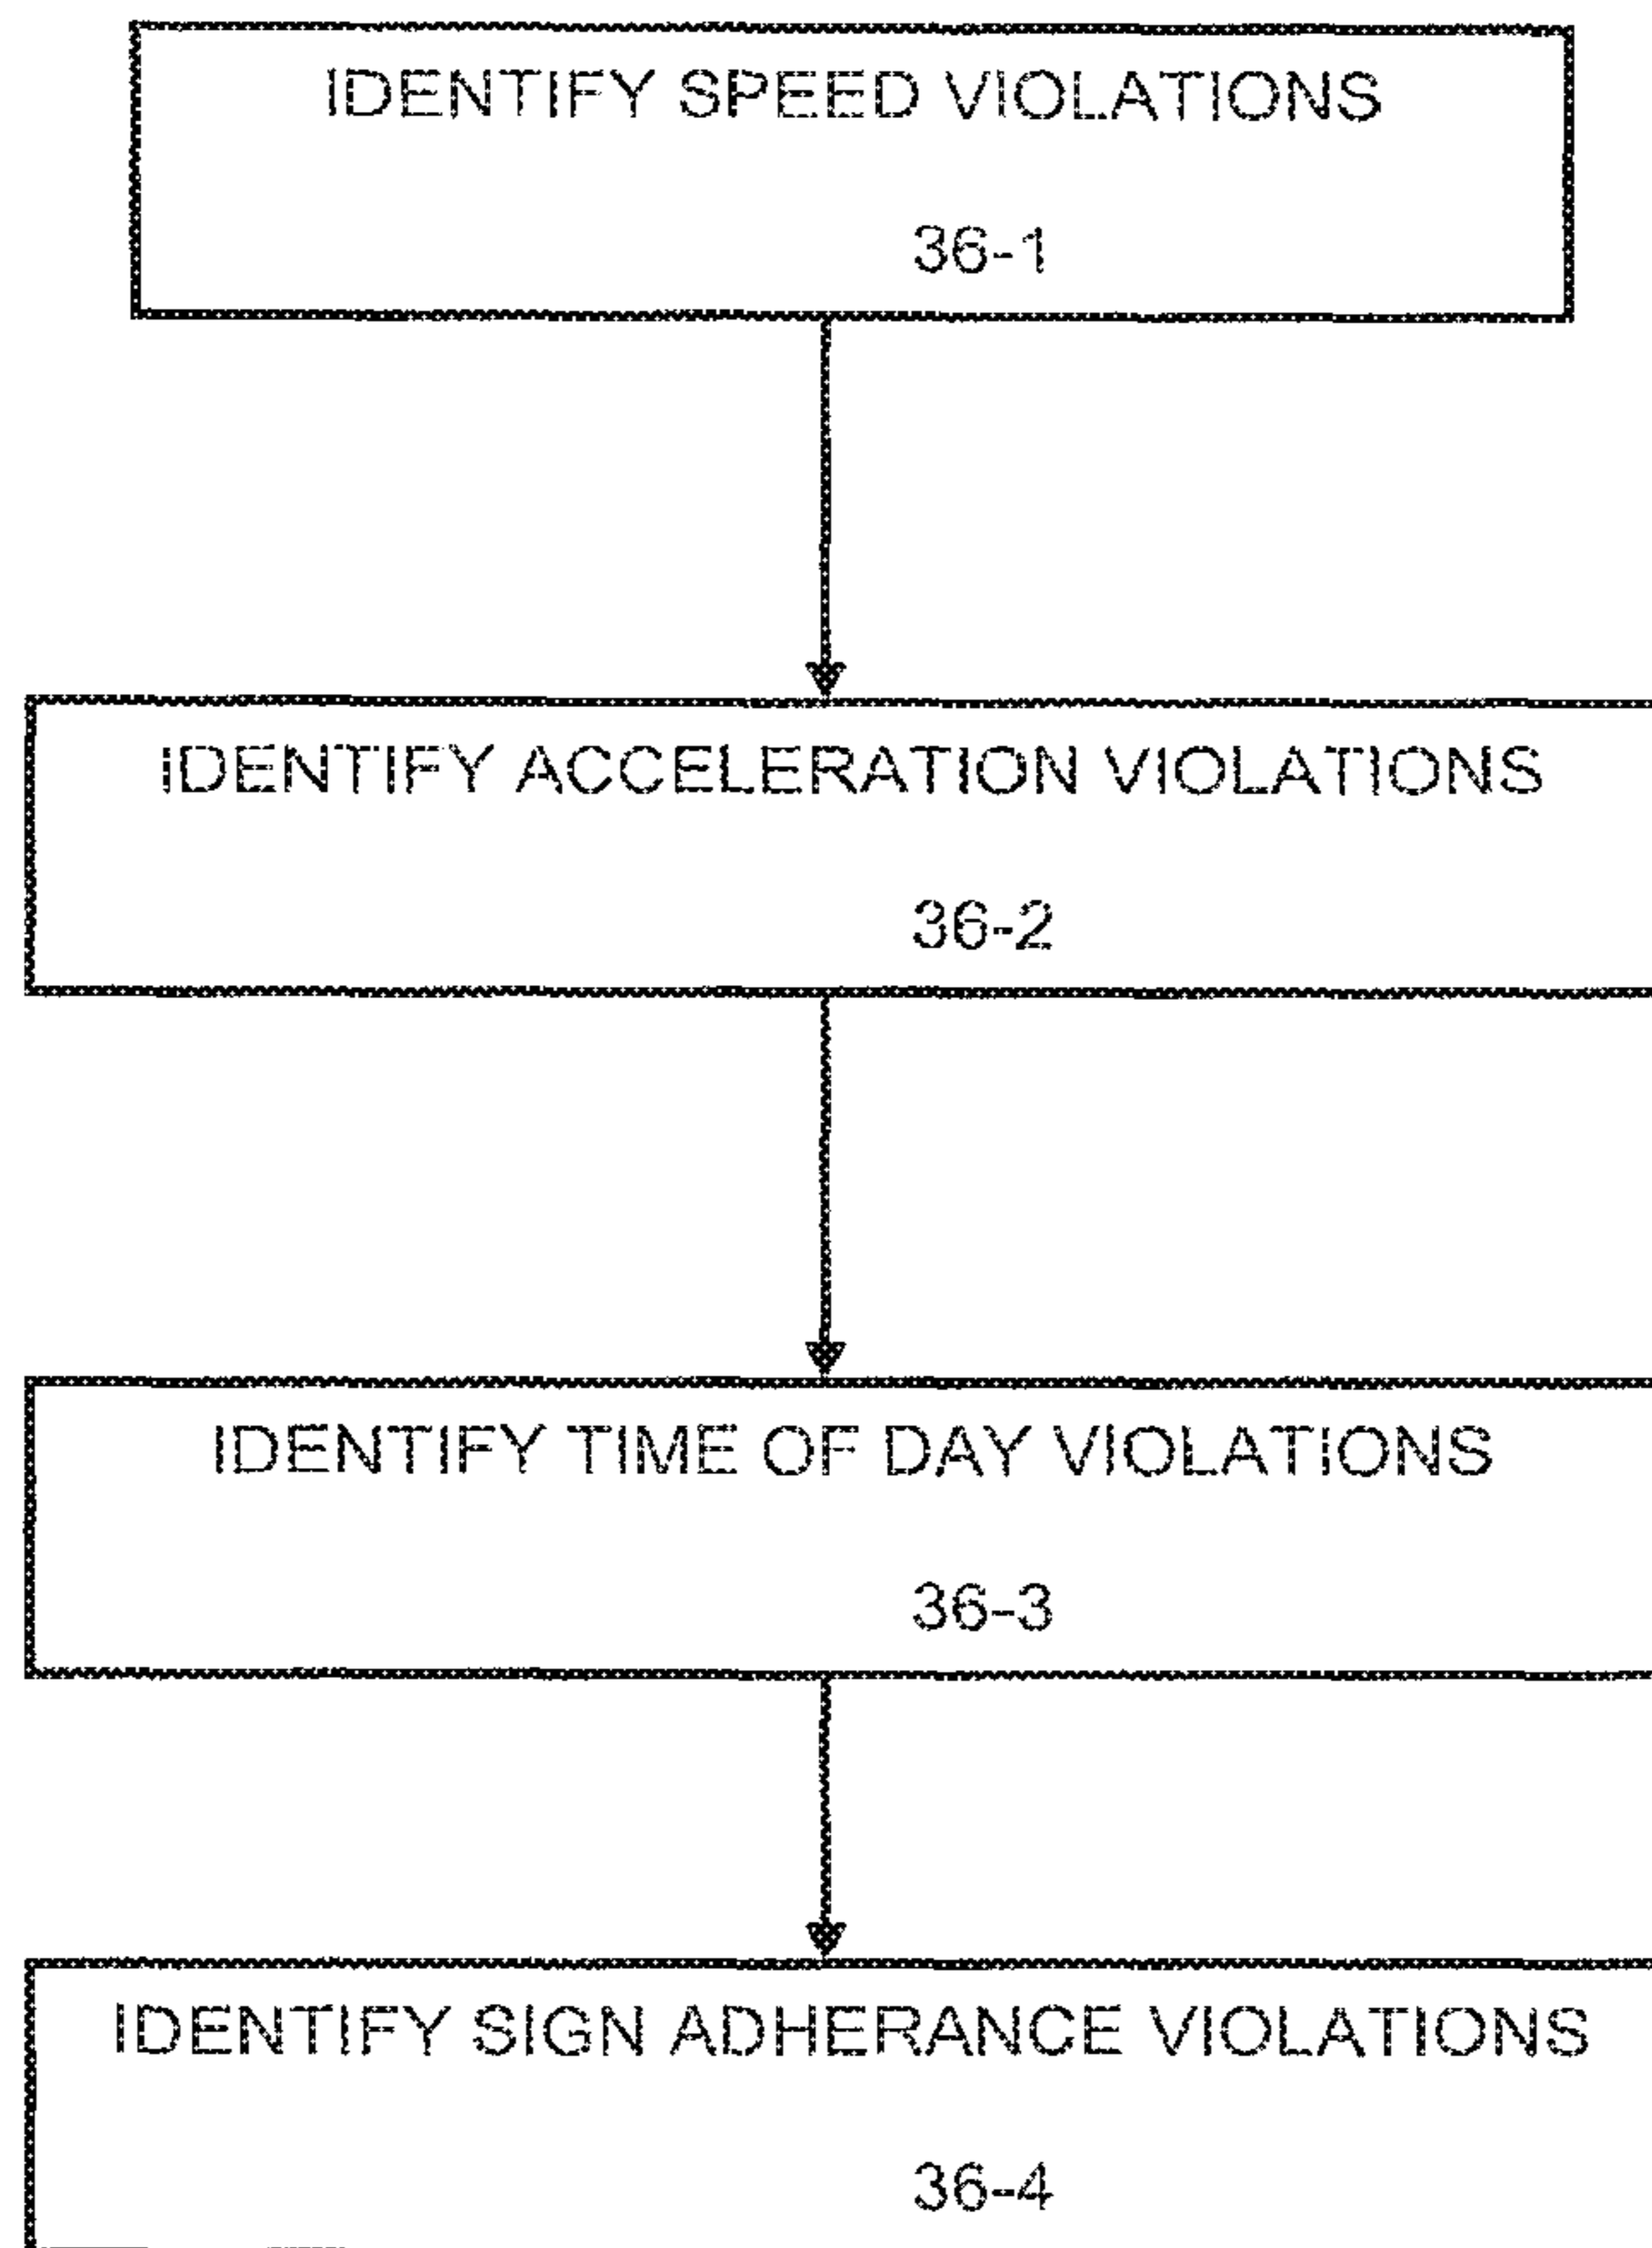 IDENTIFY SPEED VIOLATIONS
36-1
IDENTIFY ACCELERATION VIOLATIONS
36-2
IDENTIFY TIME OF DAY VIOLATIONS
36-3
IDENTIFY SIGN ADHERANCE VIOLATIONS
36-4